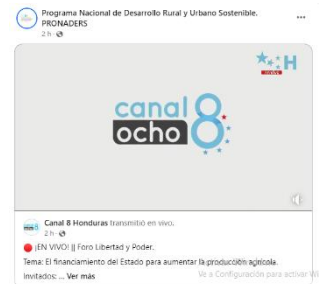 Programa Nacional de Desarrollo Rural y Urbano Sostenible.
PRONADERS
2 h ·
H
canal 8
ocho
Canal 8 Honduras transmitió en vivo.
2 h ·
¡EN VIVO! || Foro Libertad y Poder.
Tema: El financiamiento del Estado para aumentar la producción agrícola.
Invitados: ... Ver más
Ve a Configuración para activar Wi